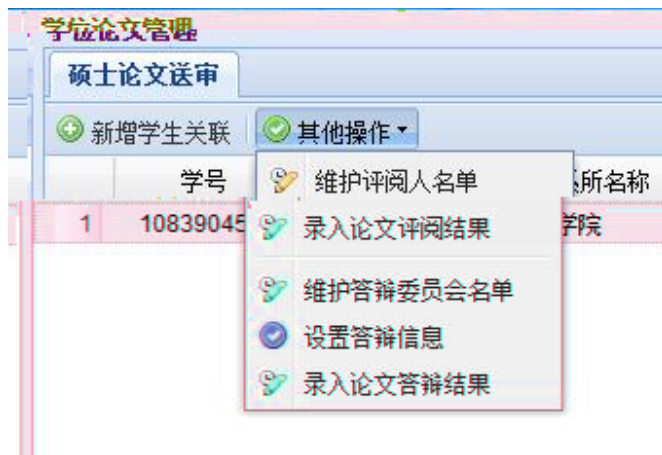 学位论文管理
硕士论文送审
新增学生关联 其他操作
学号 所名称
1 10839045 学院
维护评阅人名单
录入论文评阅结果
维护答辩委员会名单
设置答辩信息
录入论文答辩结果